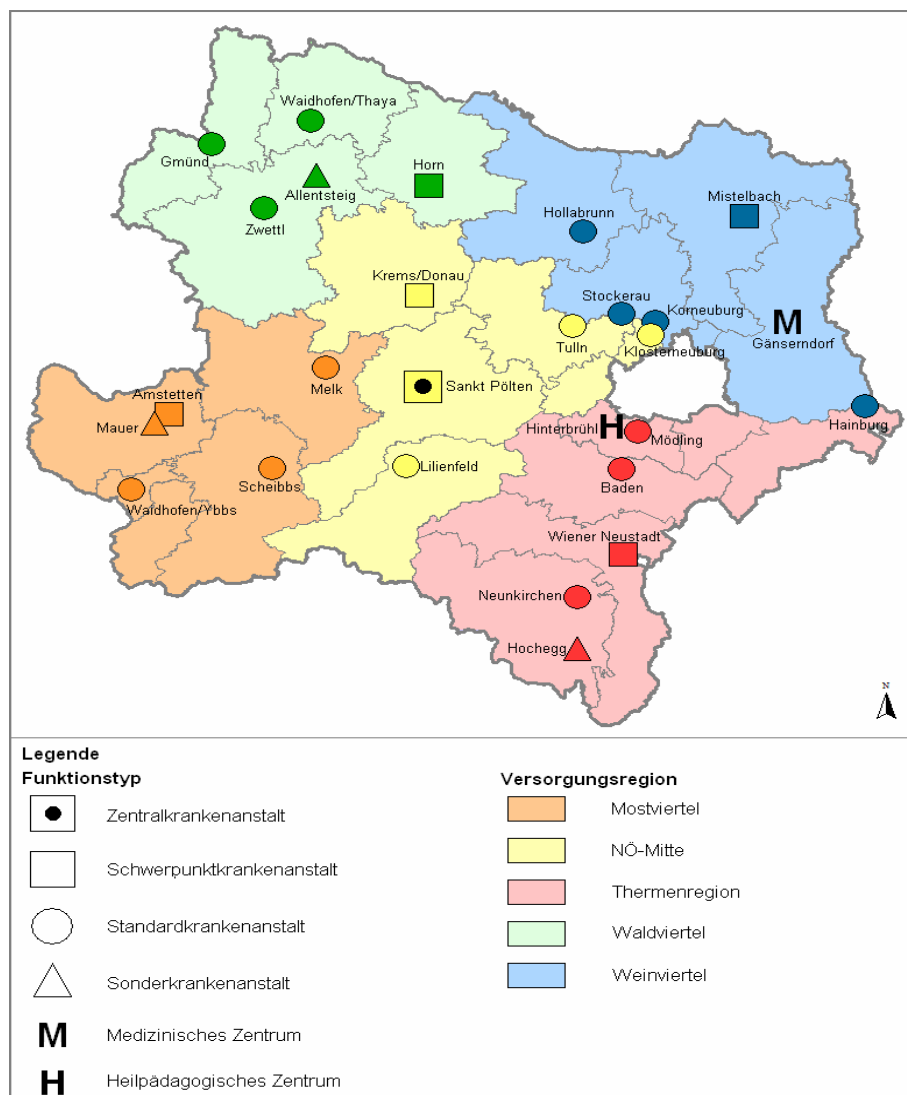 Waidhofen/Thaya
Gmünd
Allentsteig
Horn
Zwettl
Mistelbach
Hollabrunn
Krems/Donau
Stockerau
Korneuburg
M
Tulln
Klosterneuburg
Gänserndorf
Melk
Sankt Pölten
Amstetten
Mauer
Hinterbrühl
H
Mödling
Hainburg
Lilienfeld
Scheibbs
Baden
Waidhofen/Ybbs
Wiener Neustadt
Neunkirchen
Hochegg
N
Legende
Funktionstyp
Zentralkrankenanstalt
Schwerpunktkrankenanstalt
Standardkrankenanstalt
Sonderkrankenanstalt
M Medizinisches Zentrum
H Heilpädagogisches Zentrum
Versorgungsregion
Mostviertel
NÖ-Mitte
Thermenregion
Waldviertel
Weinviertel